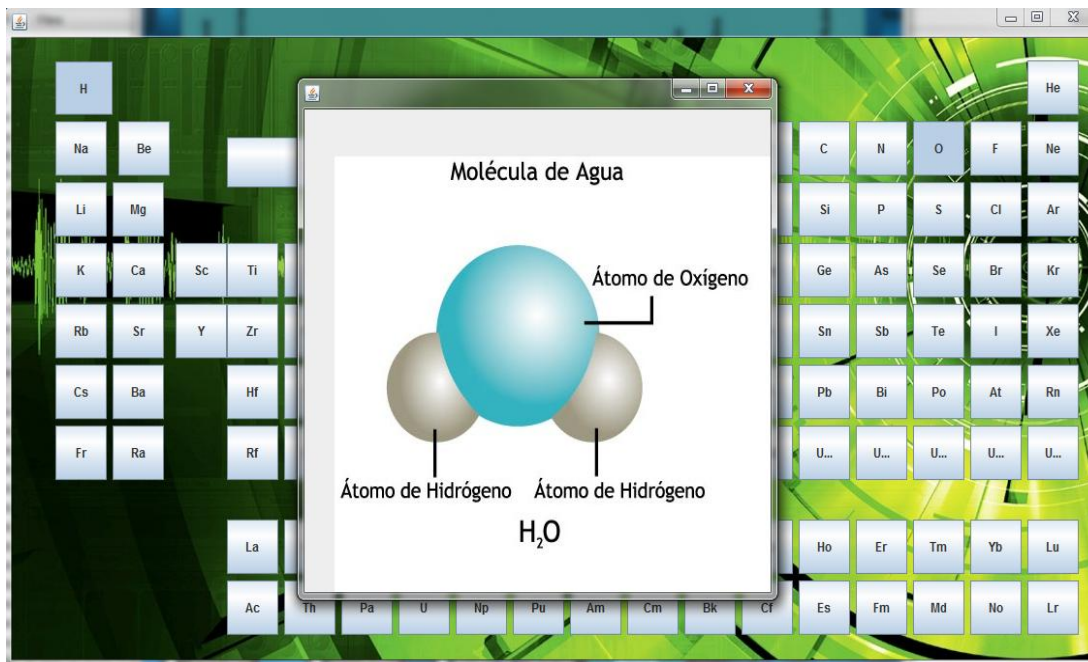 H
He
Na Be
C N O F Ne
Li Mg
Si P S Cl Ar
K Ca Sc Ti
Ge As Se Br Kr
Rb Sr Y Zr
Sn Sb Te I Xe
Cs Ba Hf
Pb Bi Po At Rn
Fr Ra Rf
U... U... U... U... U...
La
Ho Er Tm Yb Lu
Ac Th Pa U Np Pu Am Cm Bk Cf Es Fm Md No Lr
Molécula de Agua
Átomo de Oxígeno
Átomo de Hidrógeno Átomo de Hidrógeno
H₂O